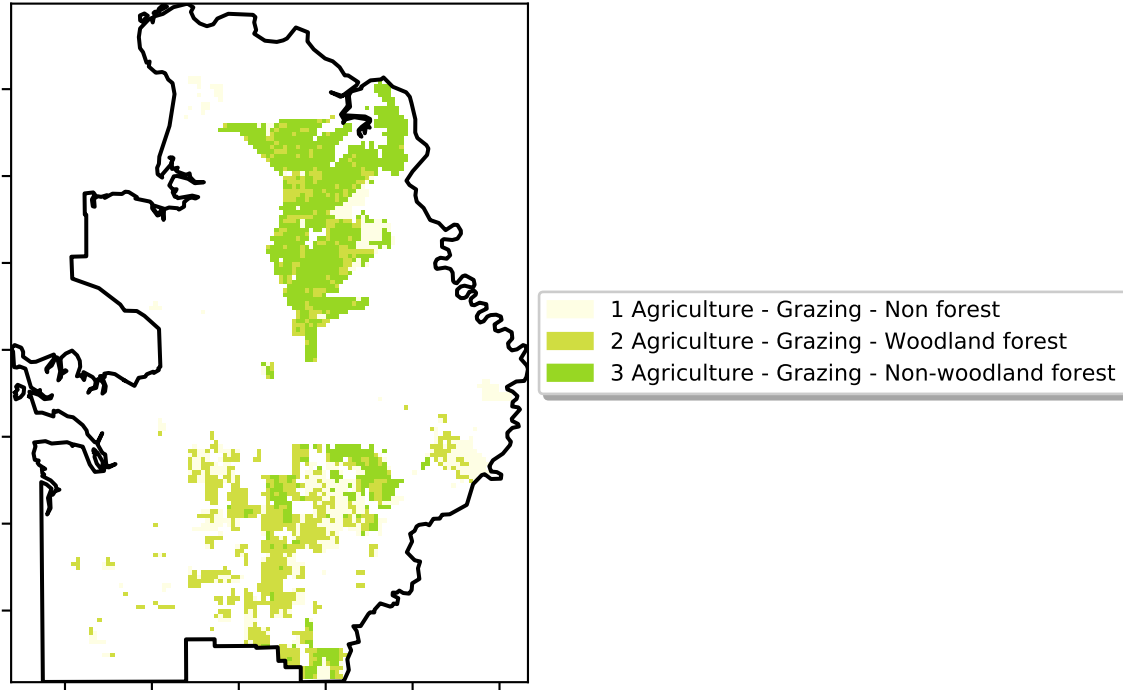 1 Agriculture - Grazing - Non forest
2 Agriculture - Grazing - Woodland forest
3 Agriculture - Grazing - Non-woodland forest